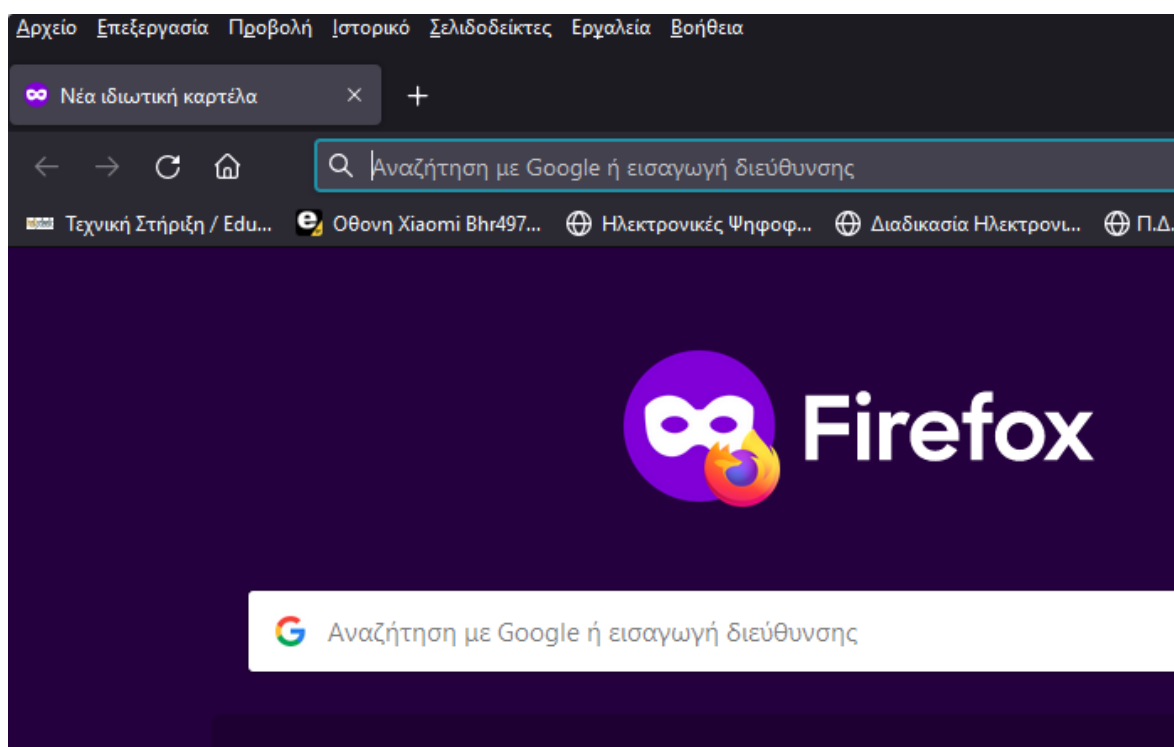 Αρχείο Επεξεργασία Προβολή Ιστορικό Σελιδοδείκτες Εργαλεία Βοήθεια
Νέα ιδιωτική καρτέλα
Αναζήτηση με Google ή εισαγωγή διεύθυνσης
Τεχνική Στήριξη / Edu... Οθονη Xiaomi Bhr497... Ηλεκτρονικές Ψηφοφ... Διαδικασία Ηλεκτρονι... Π.Δ.
Firefox
Αναζήτηση με Google ή εισαγωγή διεύθυνσης